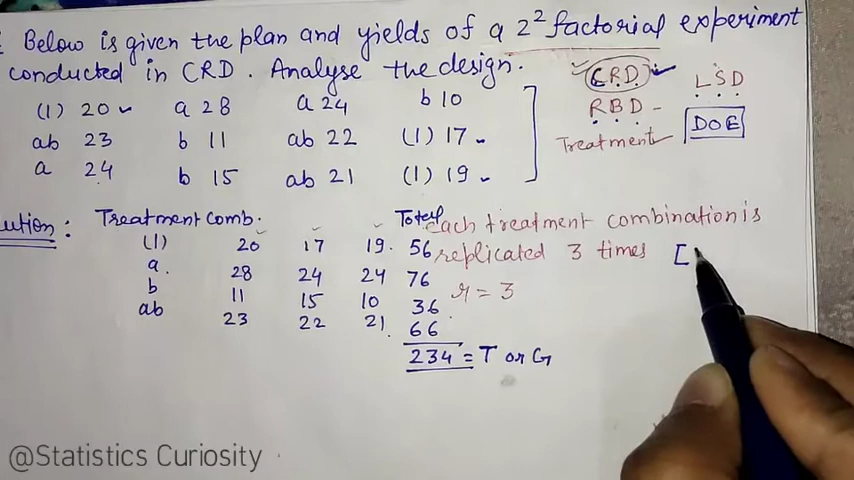 Below is given the plan and yields of a 2² factorial experiment
conducted in CRD. Analyse the design.
CRD LSD
RBD DOE
Treatment
(1) 20 a 28 a 24 b 10
ab 23 b 11 ab 22 (1) 17
a 24 b 15 ab 21 (1) 19
ution: Treatment Comb. Total
each treatment combination is
replicated 3 times [
r = 3
(1) 20 17 19 56
a 28 24 24 76
b 11 15 10 36
ab 23 22 21 66
234 = T or G
@Statistics Curiosity